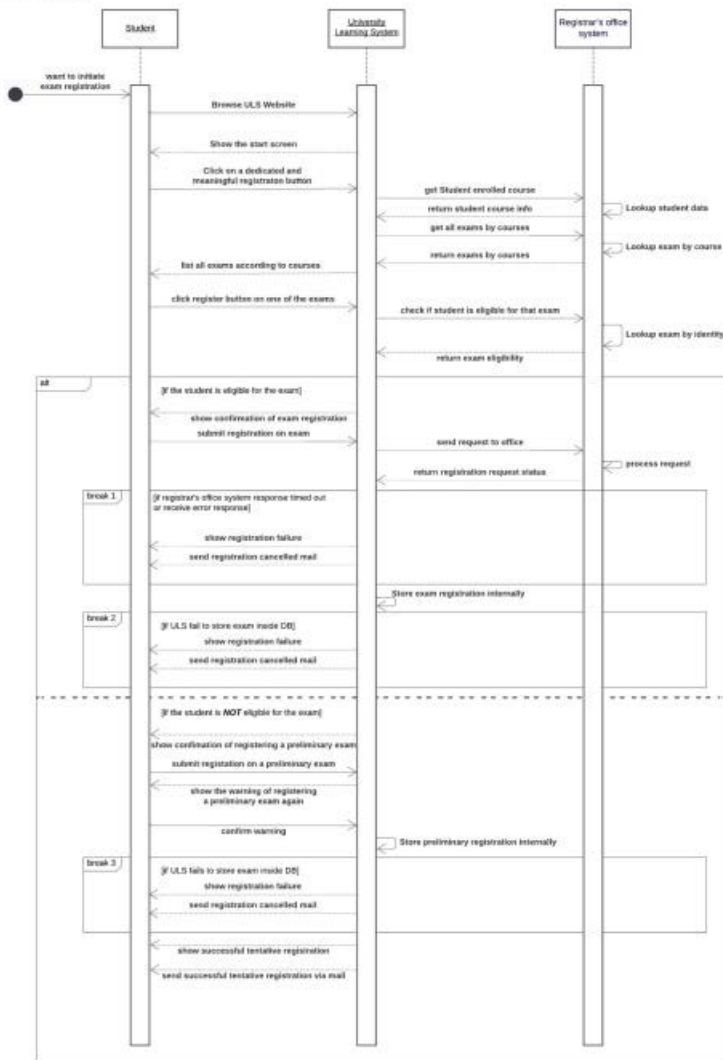 Student
University
Learning System
Registrar's office
system
want to initiate
exam registration
Browse ULS Website
Show the start screen
Click on a dedicated and
meaningful registraton button
get Student enrolled course
return student course info
Lookup student data
get all exams by courses
Lookup exam by course
return exams by courses
list all exams according to courses
click register button on one of the exams
check if student is eligible for that exam
Lookup exam by identity
return exam eligibility
alt
[if the student is eligible for the exam]
show confirmation of exam registration
submit registration on exam
send request to office
process request
return registration request status
break 1
[if registrar's office system response timed out
or receive error response]
show registration failure
send registration cancelled mail
Store exam registration internally
break 2
[if ULS fail to store exam inside DB]
show registration failure
send registration cancelled mail
[if the student is NOT eligible for the exam]
show confimation of registering a preliminary exam
submit registation on a preliminary exam
show the warning of registering
a preliminary exam again
confirm warning
Store preliminary registration internally
break 3
[if ULS fails to store exam inside DB]
show registration failure
send registration cancelled mail
show successful tentative registration
send successful tentative registration via mail